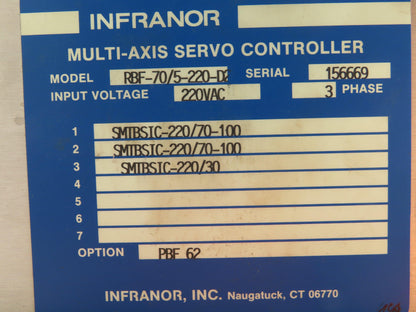 INFRANOR
MULTI-AXIS SERVO CONTROLLER
MODEL RBF-70/5-220-D2 SERIAL 156669
INPUT VOLTAGE 220VAC 3 PHASE
1 SMTBSIC-220/70-100
2 SMTBSIC-220/70-100
3 SMTBSIC-220/30
4
5
6
7
OPTION PBF 62
INFRANOR, INC. Naugatuck, CT 06770